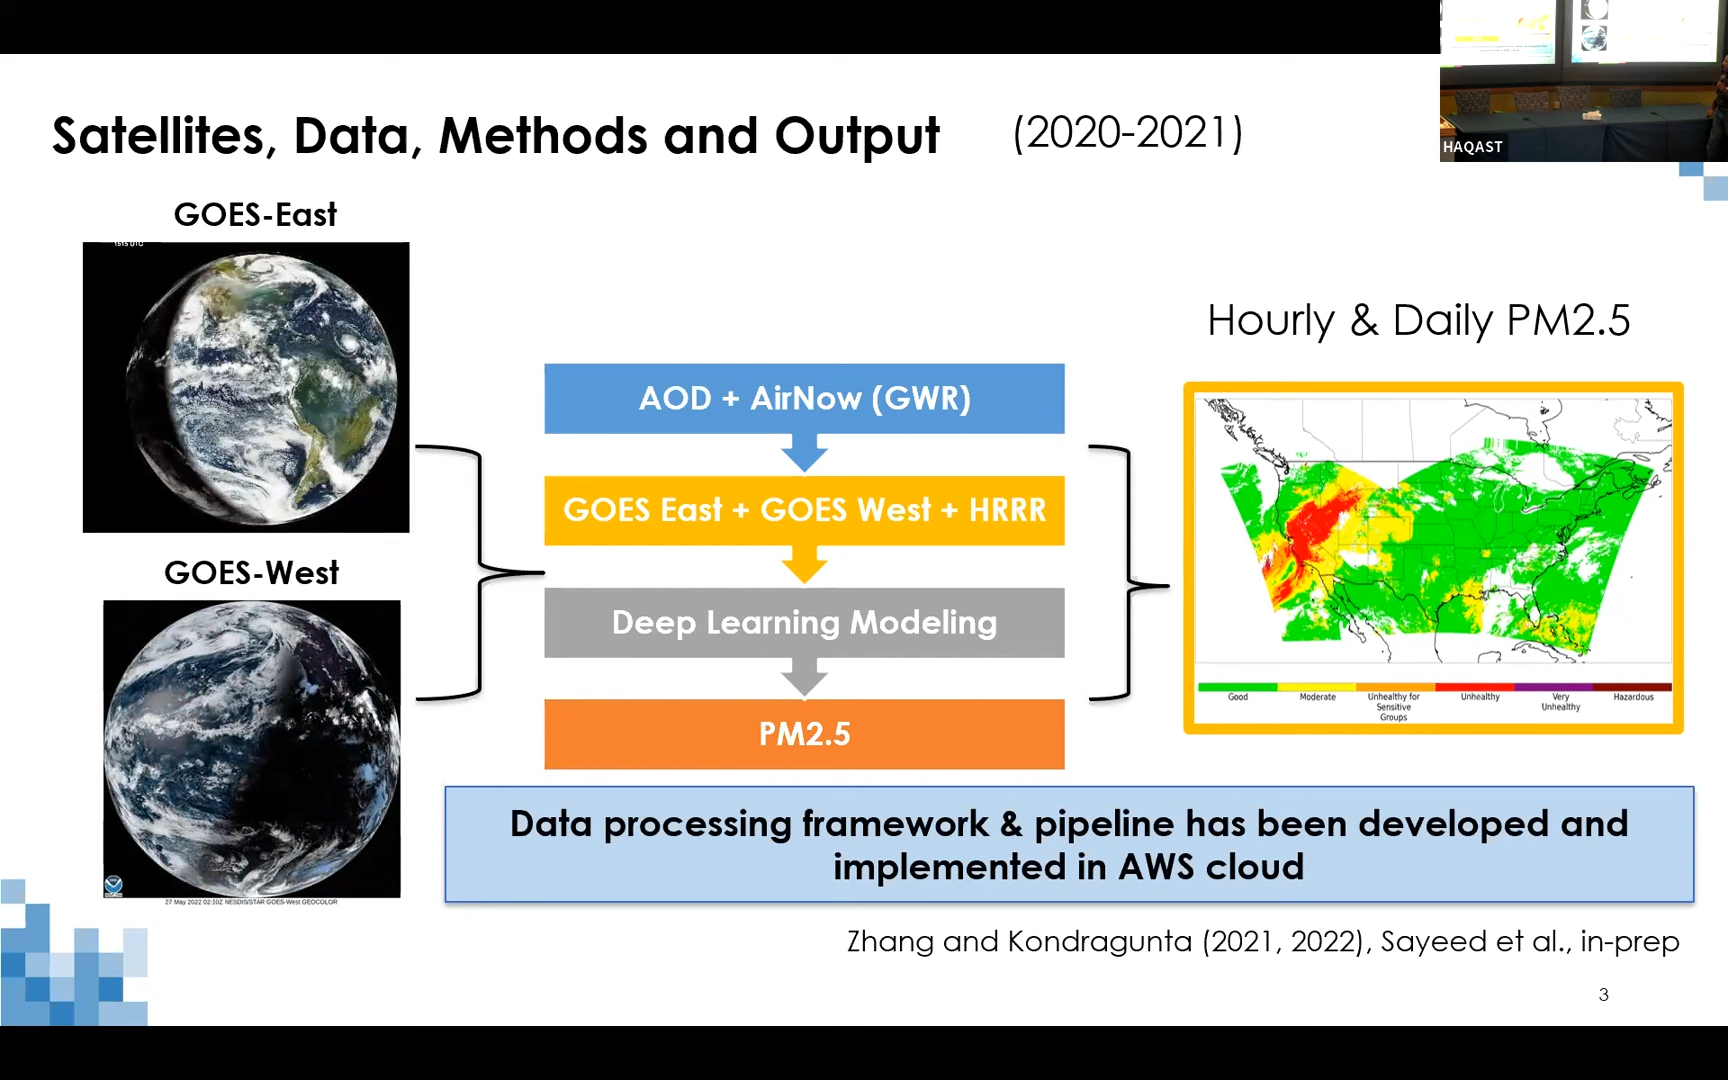 HAQAST
Satellites, Data, Methods and Output (2020-2021)
GOES-East
1515 UTC
GOES-West
27 May 2022 02:10Z NESDIS/STAR GOES-West GEOCOLOR
AOD + AirNow (GWR)
GOES East + GOES West + HRRR
Deep Learning Modeling
PM2.5
Hourly & Daily PM2.5
Good
Moderate
Unhealthy for
Sensitive
Groups
Unhealthy
Very
Unhealthy
Hazardous
Data processing framework & pipeline has been developed and
implemented in AWS cloud
Zhang and Kondragunta (2021, 2022), Sayeed et al., in-prep
3